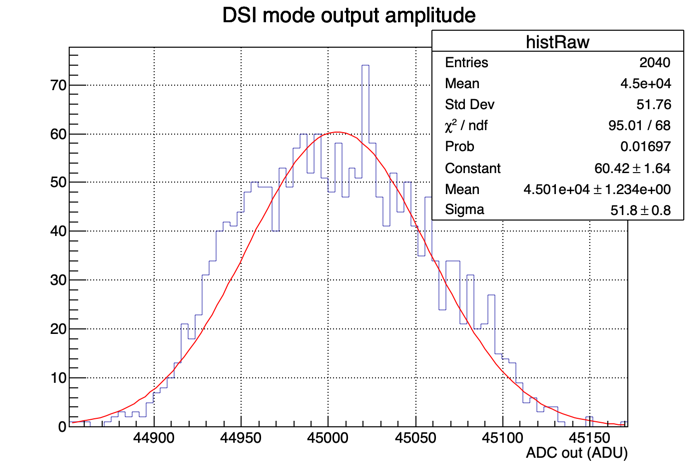 DSI mode output amplitude
histRaw
Entries 2040
Mean 4.5e+04
Std Dev 51.76
χ² / ndf 95.01 / 68
Prob 0.01697
Constant 60.42 ± 1.64
Mean 4.501e+04 ± 1.234e+00
Sigma 51.8 ± 0.8
70
60
50
40
30
20
10
0
44900 44950 45000 45050 45100 45150
ADC out (ADU)